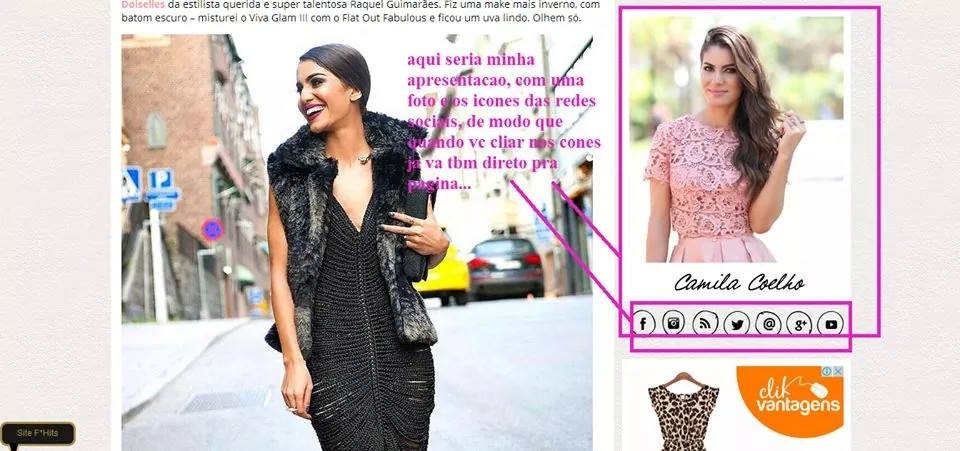 Doiselles da estilista querida e super talentosa Raquel Guimarães. Fiz uma make mais inverno, com
batom escuro – misturei o Viva Glam III com o Flat Out Fabulous e ficou um uva lindo. Olhem só.
aqui seria minha
apresentacao, com uma
foto e os icones das redes
sociais, de modo que
quando vc cliar nos cones
ja va tbm direto pra
pagina...
Camila Coelho
clik
vantagens
Site F*Hits